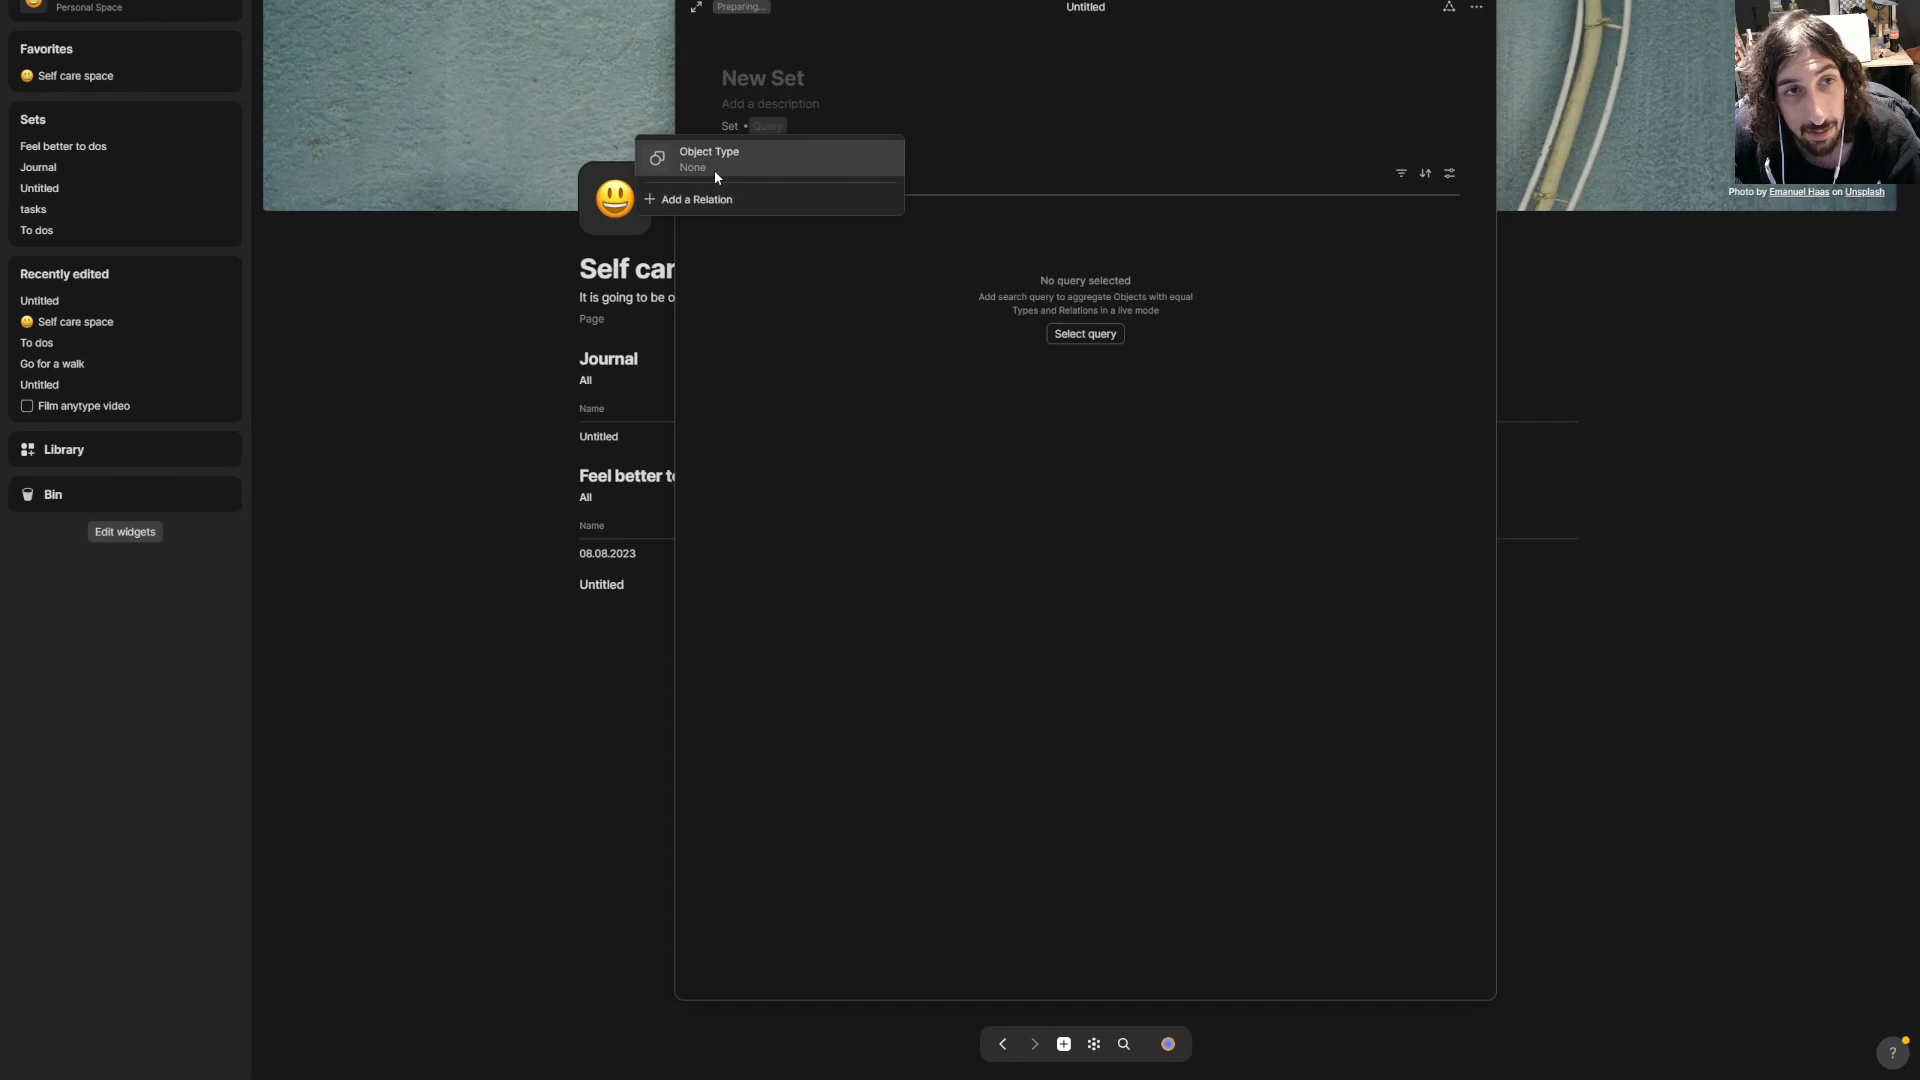 Personal Space
Favorites
Self care space
Sets
Feel better to dos
Journal
Untitled
tasks
To dos
Recently edited
Untitled
Self care space
To dos
Go for a walk
Untitled
Film anytype video
Library
Bin
Edit widgets
Self car
It is going to be o
Page
Journal
All
Name
Untitled
Feel better t
All
Name
08.08.2023
Untitled
Preparing...
Untitled
New Set
Add a description
Set • Query
Object Type
None
+ Add a Relation
No query selected
Add search query to aggregate Objects with equal
Types and Relations in a live mode
Select query
Photo by Emanuel Haas on Unsplash
?